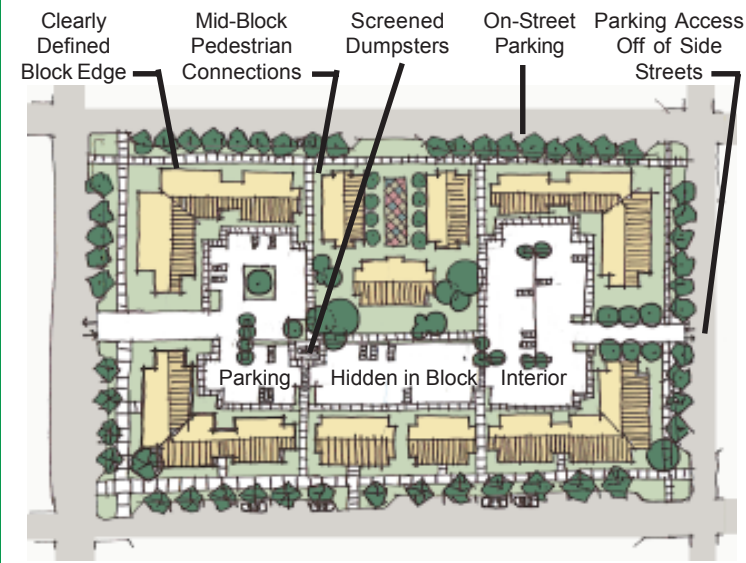 Clearly
Defined
Block Edge
Mid-Block
Pedestrian
Connections
Screened
Dumpsters
On-Street
Parking
Parking Access
Off of Side
Streets
Parking Hidden in Block Interior